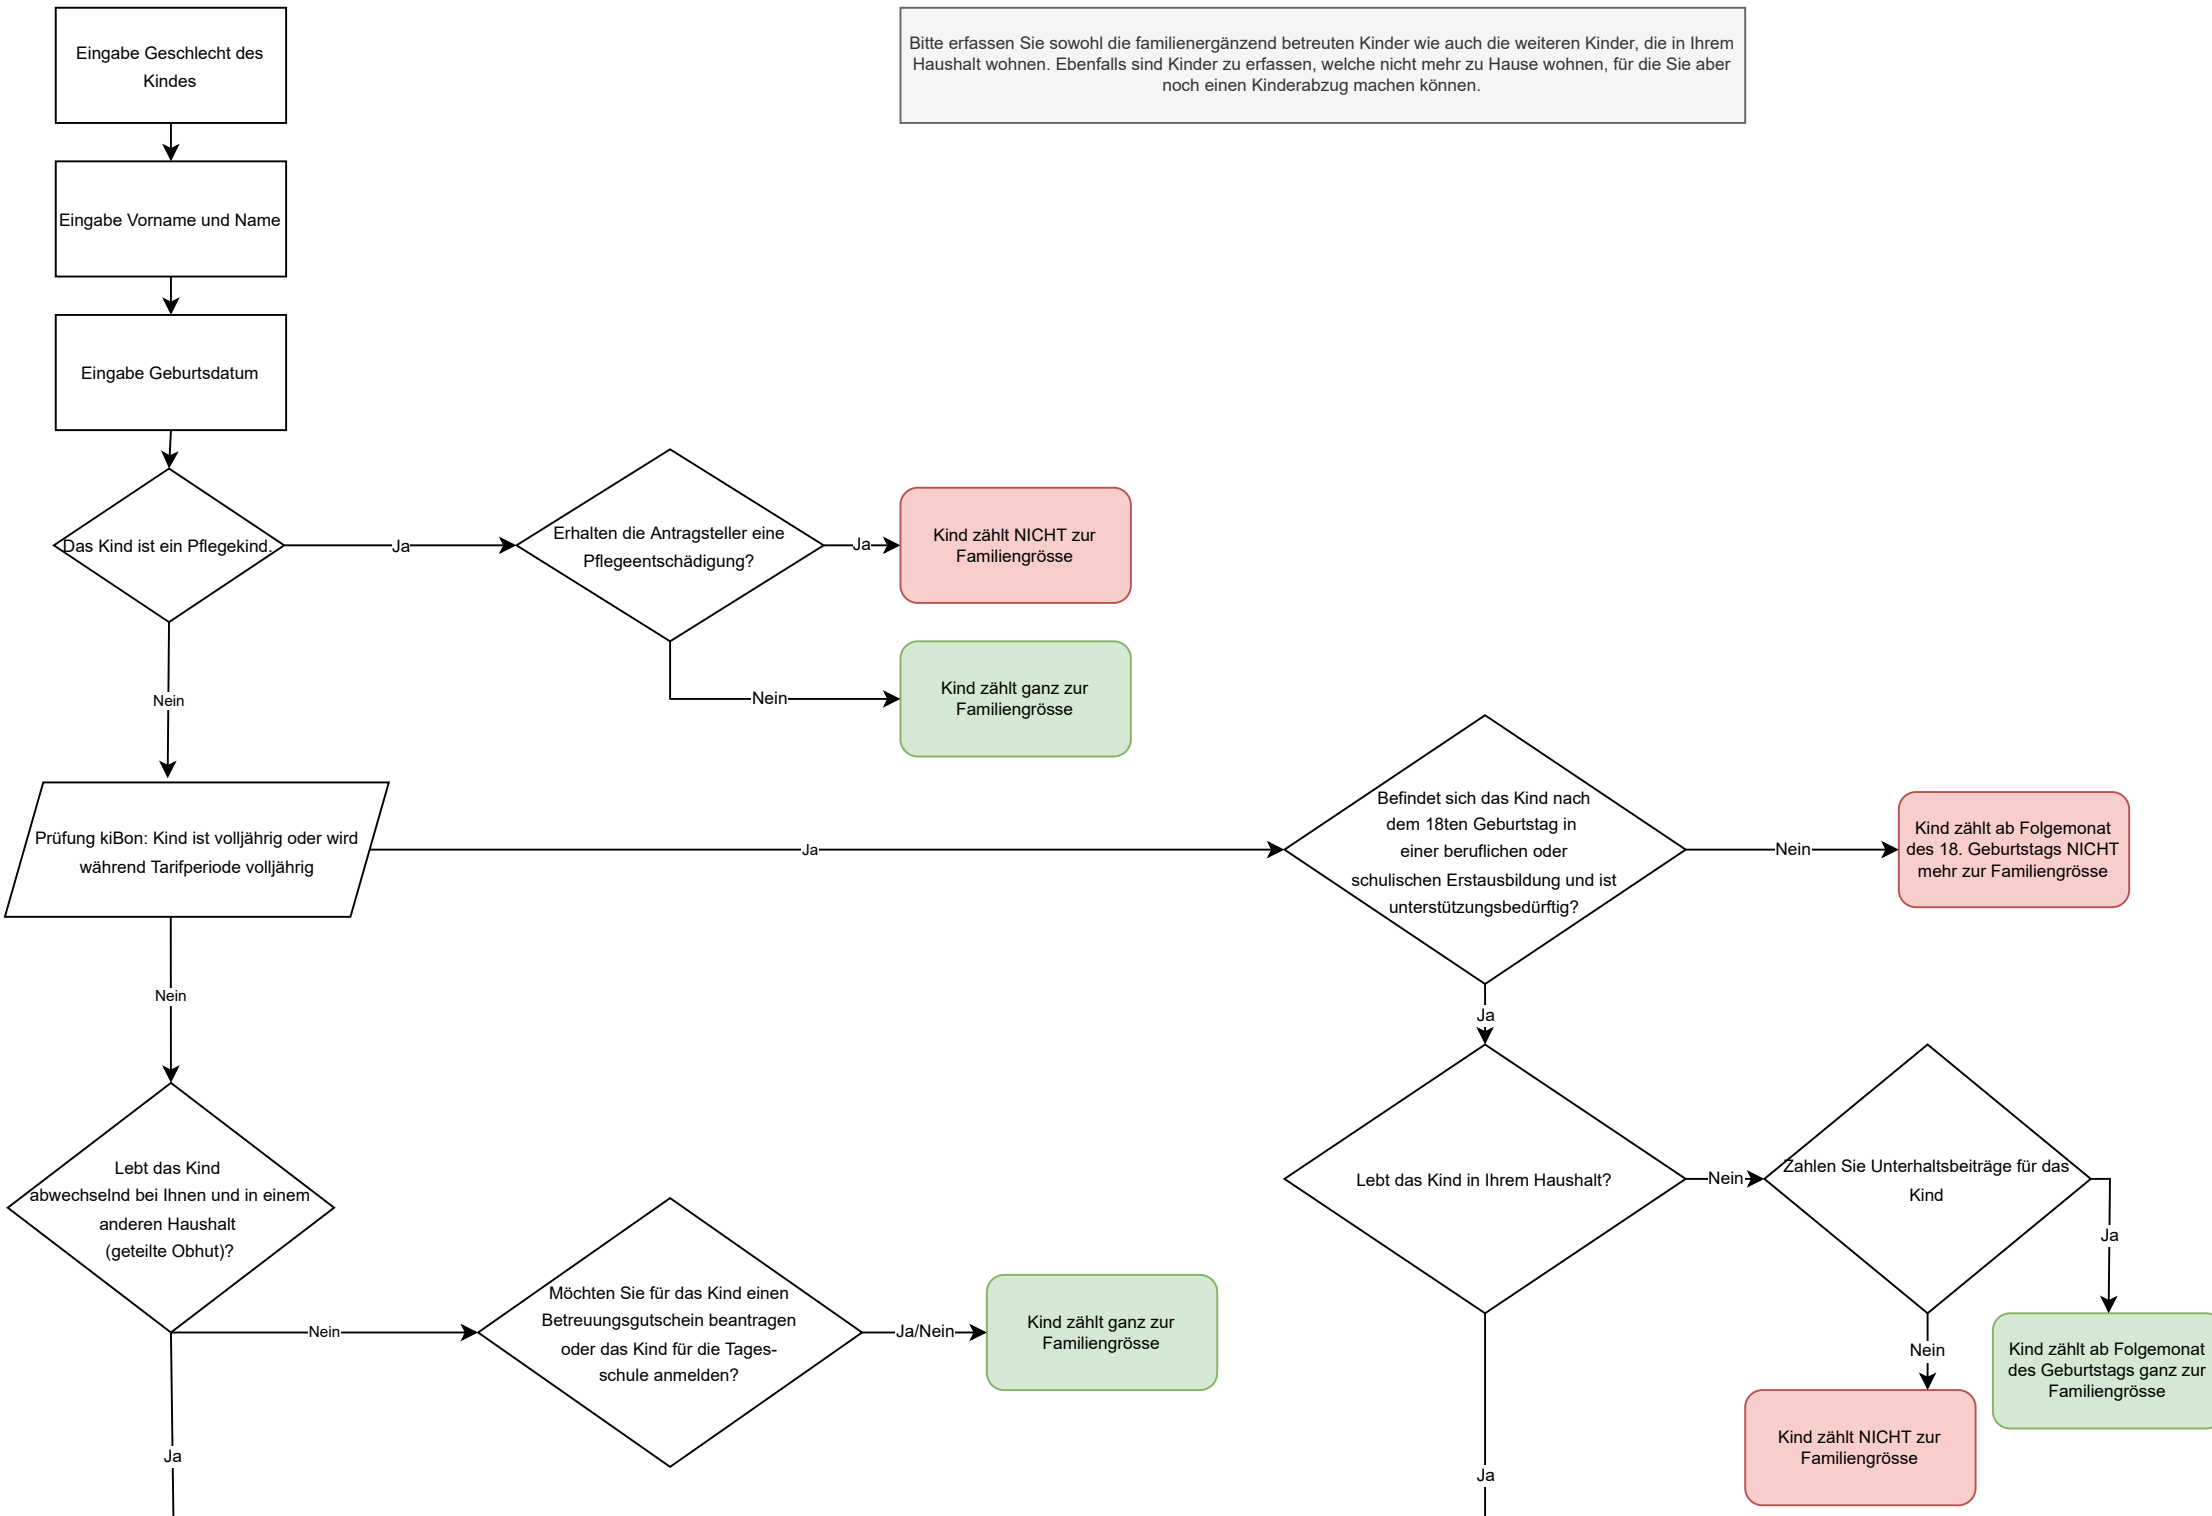 Eingabe Geschlecht des
Kindes
Bitte erfassen Sie sowohl die familienergänzend betreuten Kinder wie auch die weiteren Kinder, die in Ihrem
Haushalt wohnen. Ebenfalls sind Kinder zu erfassen, welche nicht mehr zu Hause wohnen, für die Sie aber
noch einen Kinderabzug machen können.
Eingabe Vorname und Name
Eingabe Geburtsdatum
Das Kind ist ein Pflegekind.
Ja
Erhalten die Antragsteller eine
Pflegeentschädigung?
Ja
Kind zählt NICHT zur
Familiengrösse
Nein
Kind zählt ganz zur
Familiengrösse
Nein
Prüfung kiBon: Kind ist volljährig oder wird
während Tarifperiode volljährig
Ja
Befindet sich das Kind nach
dem 18ten Geburtstag in
einer beruflichen oder
schulischen Erstausbildung und ist
unterstützungsbedürftig?
Nein
Kind zählt ab Folgemonat
des 18. Geburtstags NICHT
mehr zur Familiengrösse
Nein
Ja
Lebt das Kind
abwechselnd bei Ihnen und in einem
anderen Haushalt
(geteilte Obhut)?
Lebt das Kind in Ihrem Haushalt?
Nein
Zahlen Sie Unterhaltsbeiträge für das
Kind
Ja
Nein
Möchten Sie für das Kind einen
Betreuungsgutschein beantragen
oder das Kind für die Tages-
schule anmelden?
Ja/Nein
Kind zählt ganz zur
Familiengrösse
Nein
Kind zählt ab Folgemonat
des Geburtstags ganz zur
Familiengrösse
Kind zählt NICHT zur
Familiengrösse
Ja
Ja